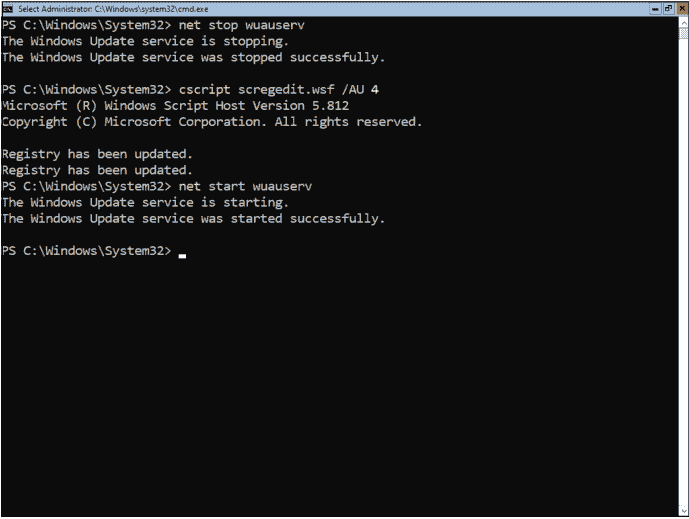 Select Administrator: C:\Windows\system32\cmd.exe
PS C:\Windows\System32> net stop wuauserv
The Windows Update service is stopping.
The Windows Update service was stopped successfully.
PS C:\Windows\System32> cscript scregedit.wsf /AU 4
Microsoft (R) Windows Script Host Version 5.812
Copyright (C) Microsoft Corporation. All rights reserved.
Registry has been updated.
Registry has been updated.
PS C:\Windows\System32> net start wuauserv
The Windows Update service is starting.
The Windows Update service was started successfully.
PS C:\Windows\System32>